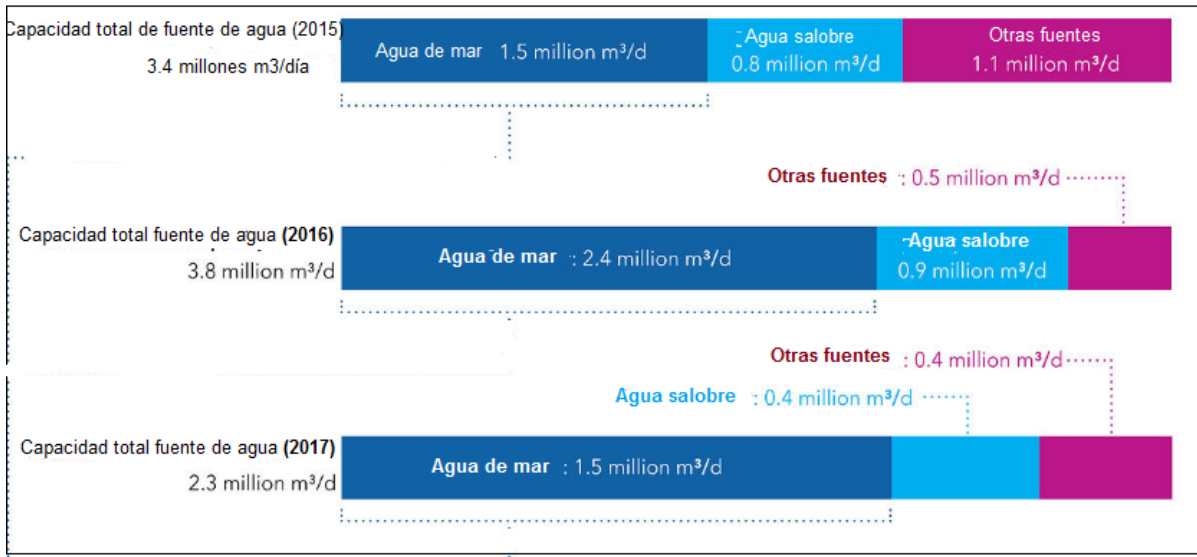 Capacidad total de fuente de agua (2015)
3.4 millones m3/día
Agua de mar 1.5 million m³/d
Agua salobre
0.8 million m³/d
Otras fuentes
1.1 million m³/d
Otras fuentes : 0.5 million m³/d
Capacidad total fuente de agua (2016)
3.8 million m³/d
Agua de mar : 2.4 million m³/d
Agua salobre
0.9 million m³/d
Otras fuentes : 0.4 million m³/d
Agua salobre : 0.4 million m³/d
Capacidad total fuente de agua (2017)
2.3 million m³/d
Agua de mar : 1.5 million m³/d